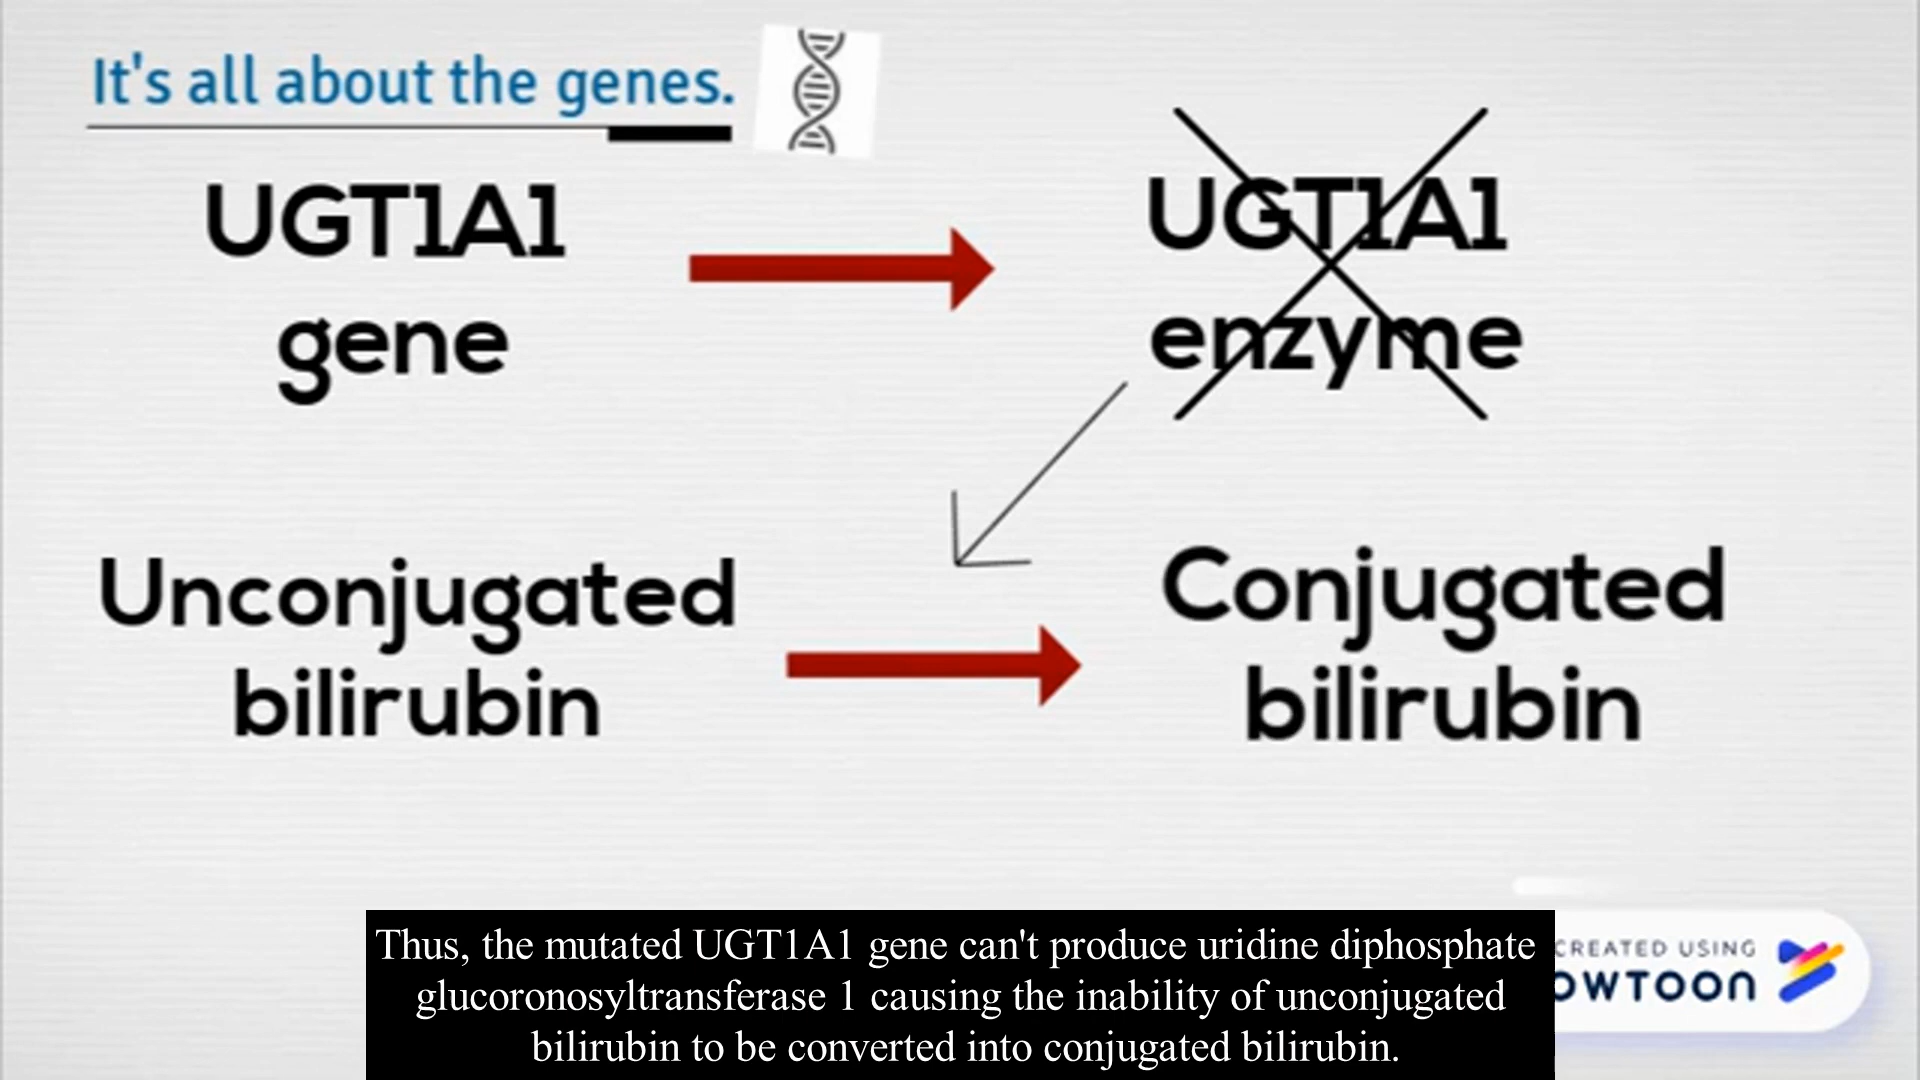 It's all about the genes.
UGT1A1
gene
UGT1A1
enzyme
Unconjugated
bilirubin
Conjugated
bilirubin
Thus, the mutated UGT1A1 gene can't produce uridine diphosphate
glucoronosyltransferase 1 causing the inability of unconjugated
bilirubin to be converted into conjugated bilirubin.
CREATED USING
OWTOON